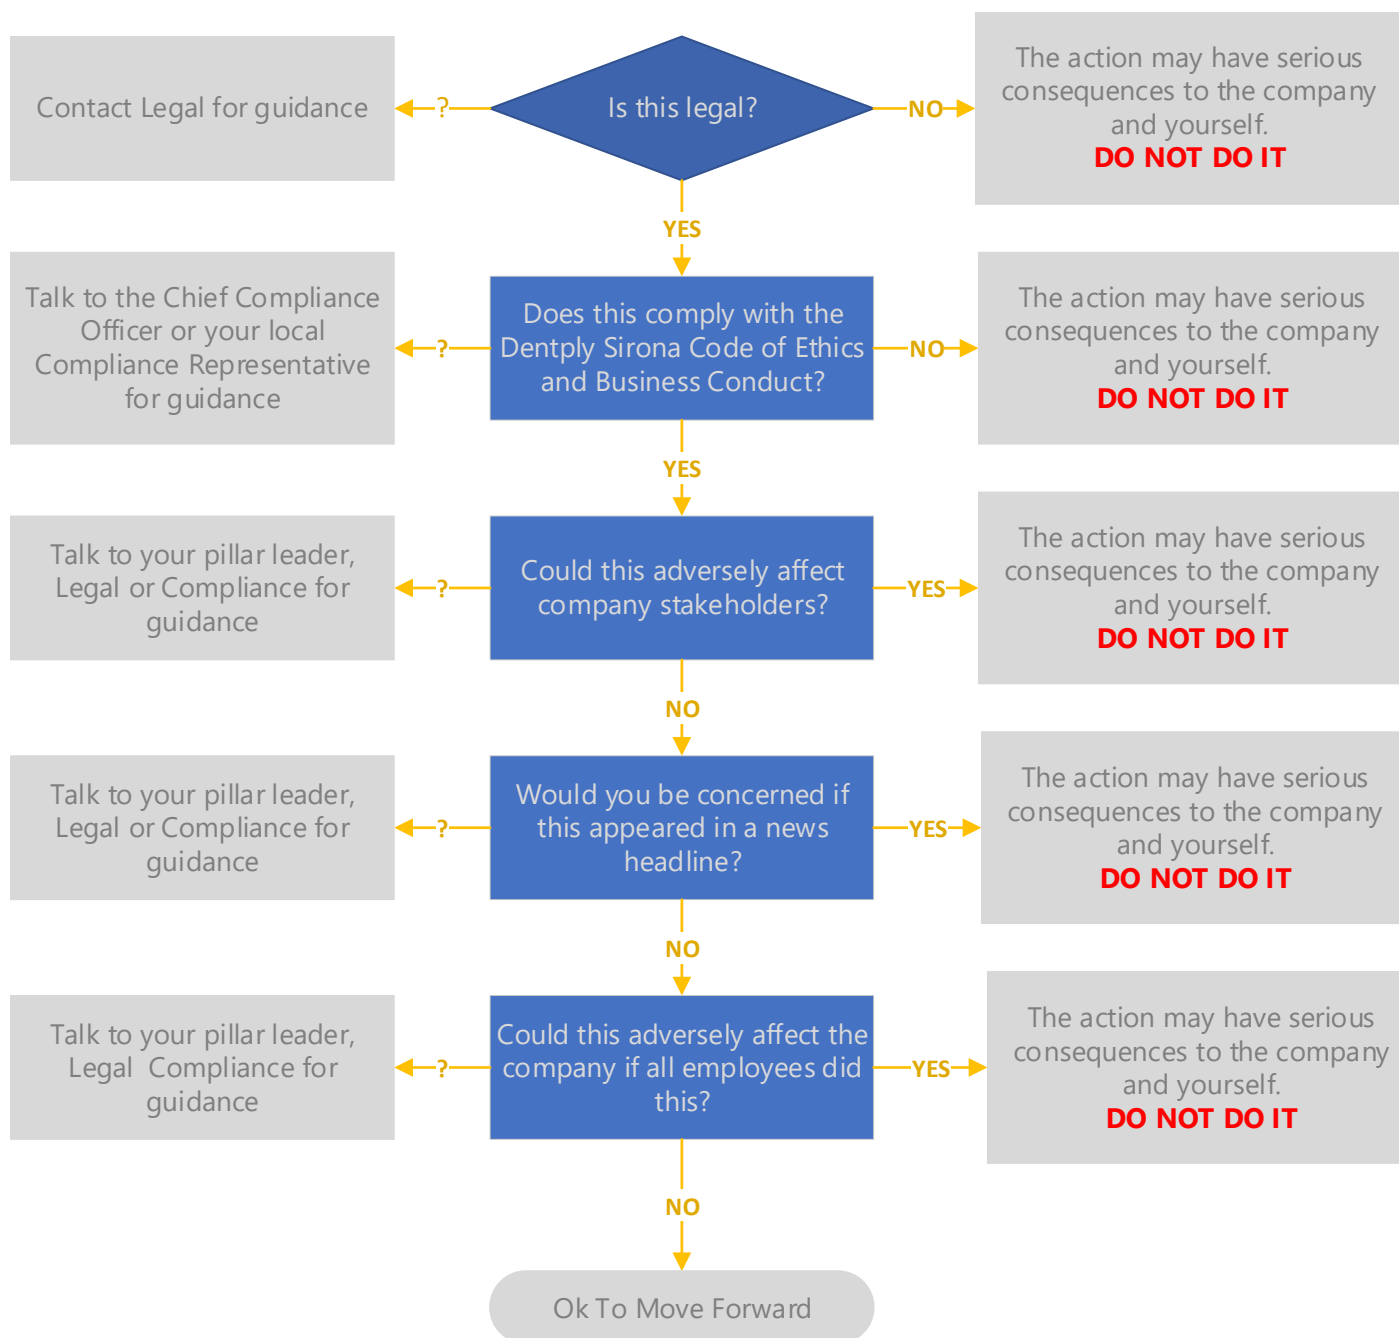 Contact Legal for guidance
?
Is this legal?
NO
The action may have serious
consequences to the company
and yourself.
DO NOT DO IT
YES
Talk to the Chief Compliance
Officer or your local
Compliance Representative
for guidance
?
Does this comply with the
Dentply Sirona Code of Ethics
and Business Conduct?
NO
The action may have serious
consequences to the company
and yourself.
DO NOT DO IT
YES
Talk to your pillar leader,
Legal or Compliance for
guidance
?
Could this adversely affect
company stakeholders?
YES
The action may have serious
consequences to the company
and yourself.
DO NOT DO IT
NO
Talk to your pillar leader,
Legal or Compliance for
guidance
?
Would you be concerned if
this appeared in a news
headline?
YES
The action may have serious
consequences to the company
and yourself.
DO NOT DO IT
NO
Talk to your pillar leader,
Legal  Compliance for
guidance
?
Could this adversely affect the
company if all employees did
this?
YES
The action may have serious
consequences to the company
and yourself.
DO NOT DO IT
NO
Ok To Move Forward